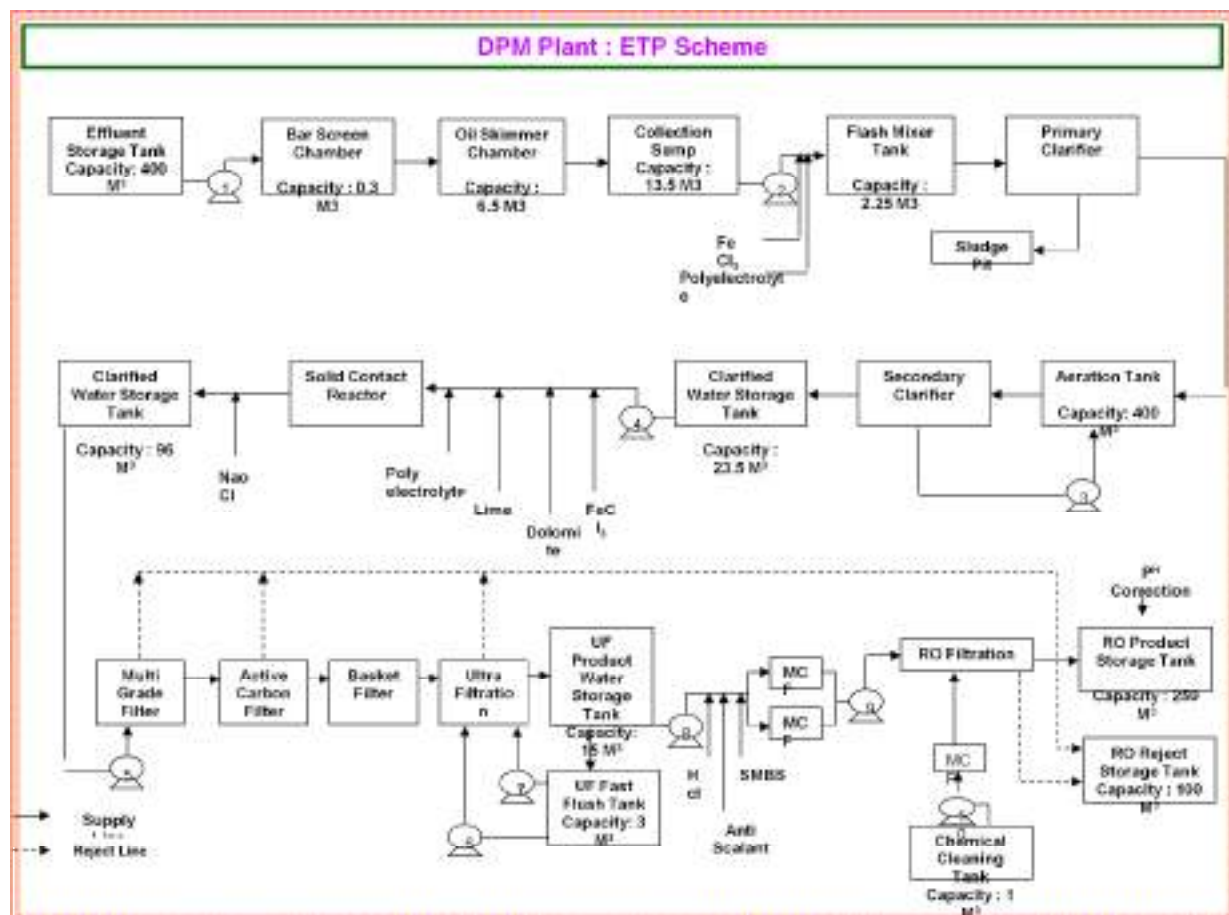 DPM Plant : ETP Scheme
Effluent
Storage Tank
Capacity: 400
M³
1
Bar Screen
Chamber
Capacity : 0.3
M3
Oil Skimmer
Chamber
Capacity :
6.5 M3
Collection
Sump
Capacity :
13.5 M3
2
Flash Mixer
Tank
Capacity :
2.25 M3
Primary
Clarifier
Fe
Cl₃
Polyelectrolyt
e
Sludge
Pit
Clarified
Water Storage
Tank
Capacity : 96
M³
Solid Contact
Reactor
4
Clarified
Water Storage
Tank
Capacity :
23.5 M³
Secondary
Clarifier
Aeration Tank
Capacity: 400
M³
3
Nao
Cl
Poly
electrolyte
Lime
Dolomi
te
FeC
l₃
Multi
Grade
Filter
Active
Carbon
Filter
Basket
Filter
Ultra
Filtratio
n
UF
Product
Water
Storage
Tank
Capacity:
15 M³
8
MC
F
MC
F
9
RO Filtration
PH
Correction
RO Product
Storage Tank
Capacity : 250
M³
RO Reject
Storage Tank
Capacity : 100
M³
7
UF Fast
Flush Tank
Capacity: 3
M³
H
cl
SMBS
Anti
Scalant
MC
Chemical
Cleaning
Tank
Capacity : 1
M³
Supply
Reject Line